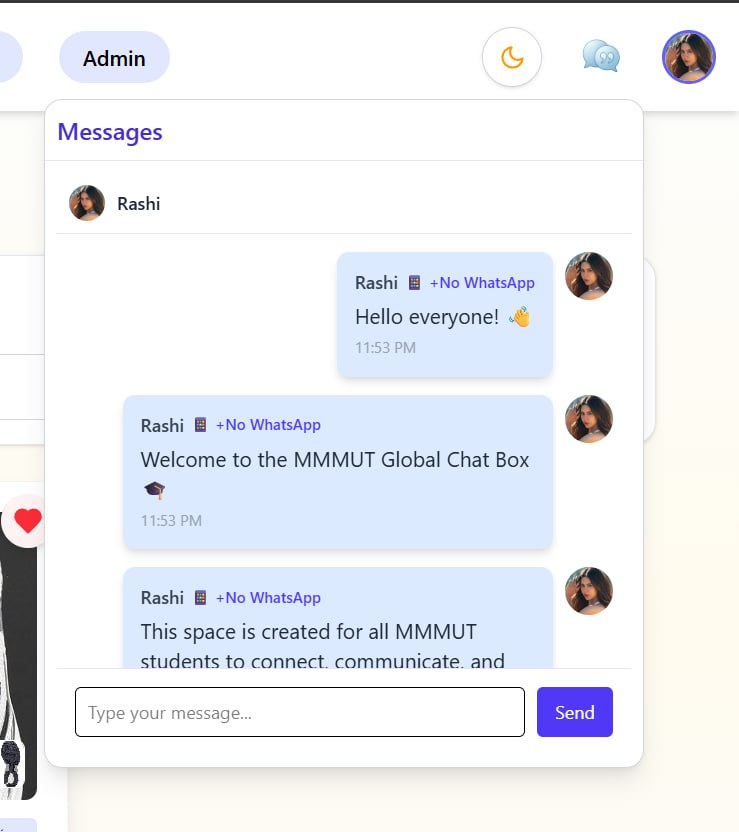 Admin
Messages
Rashi
Rashi +No WhatsApp
Hello everyone! 👋
11:53 PM
Rashi +No WhatsApp
Welcome to the MMMUT Global Chat Box
🎓
11:53 PM
Rashi +No WhatsApp
This space is created for all MMMUT
students to connect, communicate, and
Type your message...
Send